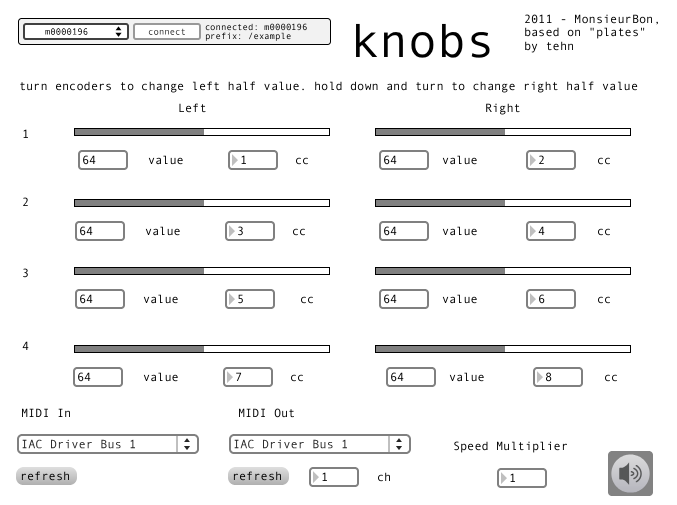 m0000196
connect
connected: m0000196
prefix: /example
knobs
2011 - MonsieurBon,
based on "plates"
by tehn
turn encoders to change left half value. hold down and turn to change right half value
Left Right
1
64 value 1 cc 64 value 2 cc
2
64 value 3 cc 64 value 4 cc
3
64 value 5 cc 64 value 6 cc
4
64 value 7 cc 64 value 8 cc
MIDI In MIDI Out
IAC Driver Bus 1 IAC Driver Bus 1 Speed Multiplier
refresh refresh 1 ch 1